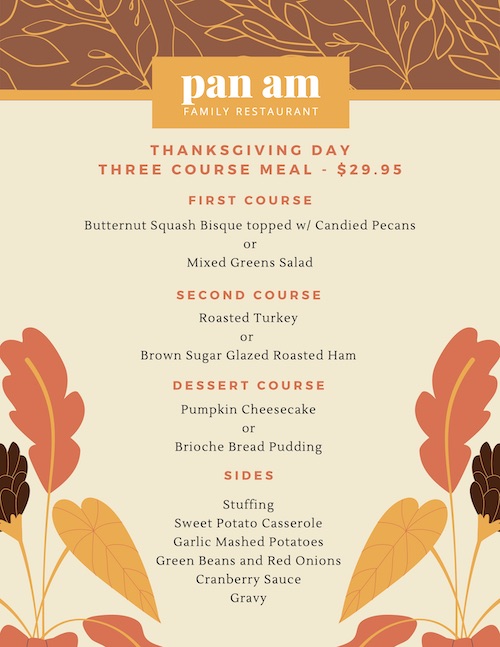 pan am
FAMILY RESTAURANT
THANKSGIVING DAY
THREE COURSE MEAL - $29.95
FIRST COURSE
Butternut Squash Bisque topped w/ Candied Pecans
or
Mixed Greens Salad
SECOND COURSE
Roasted Turkey
or
Brown Sugar Glazed Roasted Ham
DESSERT COURSE
Pumpkin Cheesecake
or
Brioche Bread Pudding
SIDES
Stuffing
Sweet Potato Casserole
Garlic Mashed Potatoes
Green Beans and Red Onions
Cranberry Sauce
Gravy